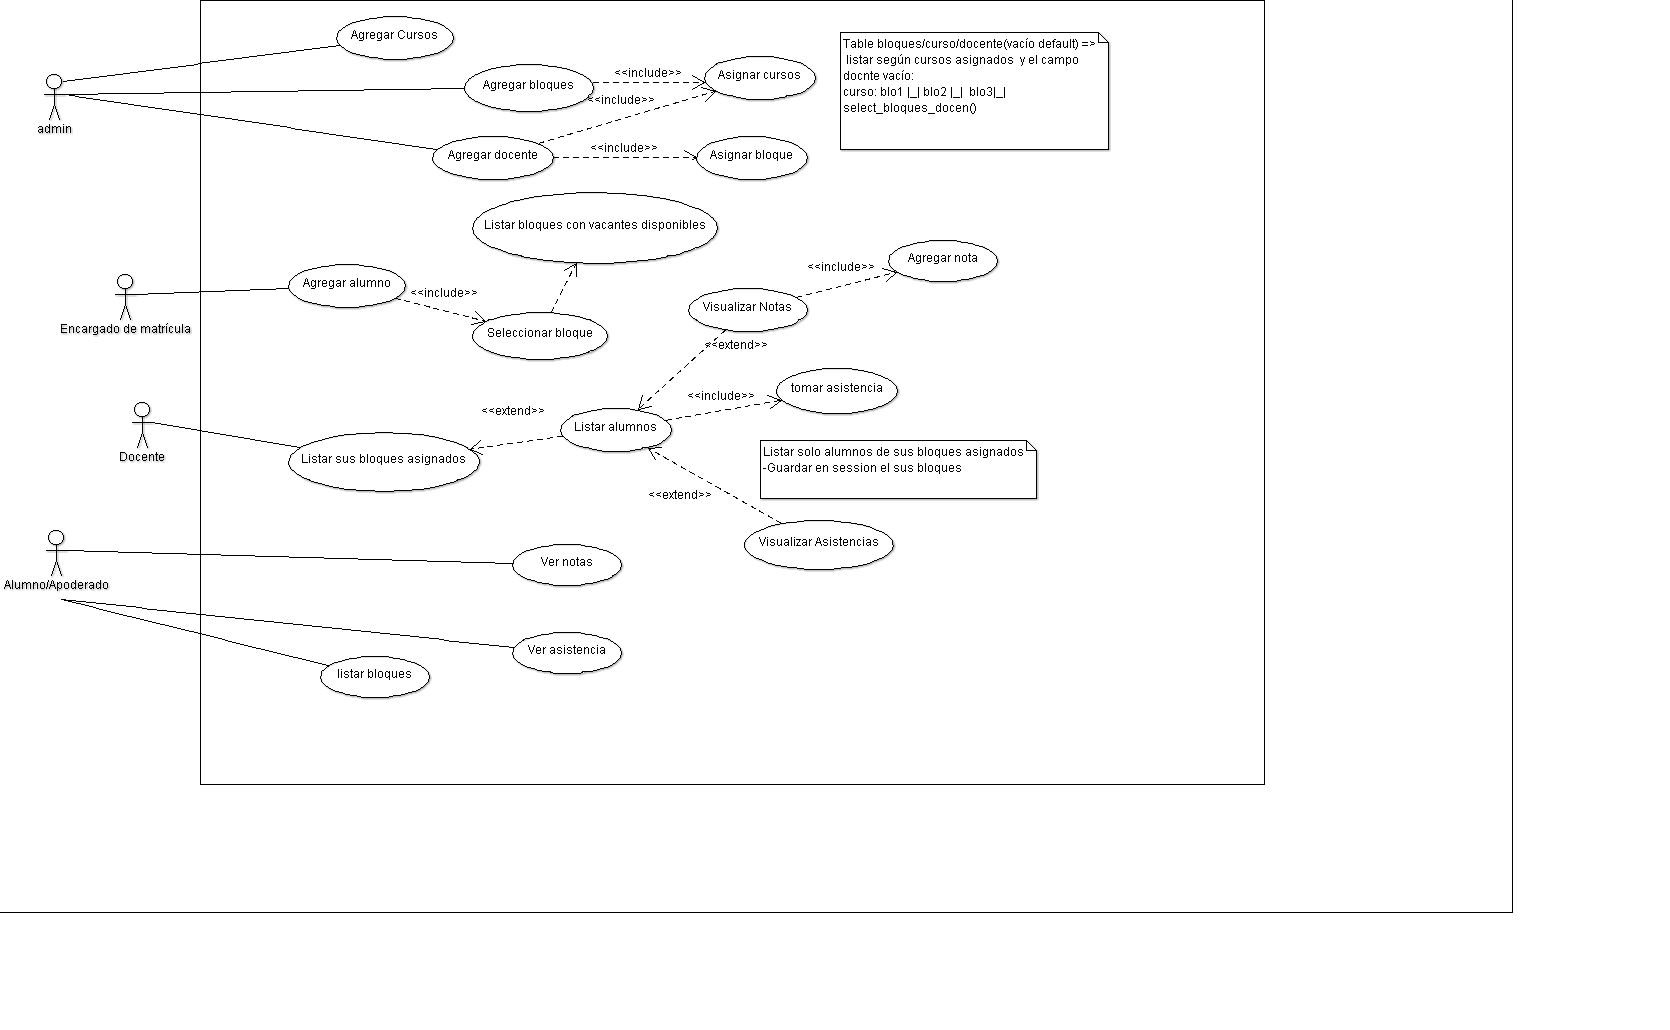 Agregar Cursos
admin
Agregar bloques
<<include>>
Asignar cursos
<<include>>
Agregar docente
<<include>>
Asignar bloque
Table bloques/curso/docente(vacío default) =>
listar según cursos asignados  y el campo
docnte vacío:
curso: blo1 |_| blo2 |_|  blo3|_|
select_bloques_docen()
Listar bloques con vacantes disponibles
Encargado de matrícula
Agregar alumno
<<include>>
Seleccionar bloque
Agregar nota
<<include>>
Visualizar Notas
<<extend>>
tomar asistencia
<<include>>
Docente
Listar sus bloques asignados
<<extend>>
Listar alumnos
Listar solo alumnos de sus bloques asignados
-Guardar en session el sus bloques
<<extend>>
Visualizar Asistencias
Alumno/Apoderado
Ver notas
Ver asistencia
listar bloques